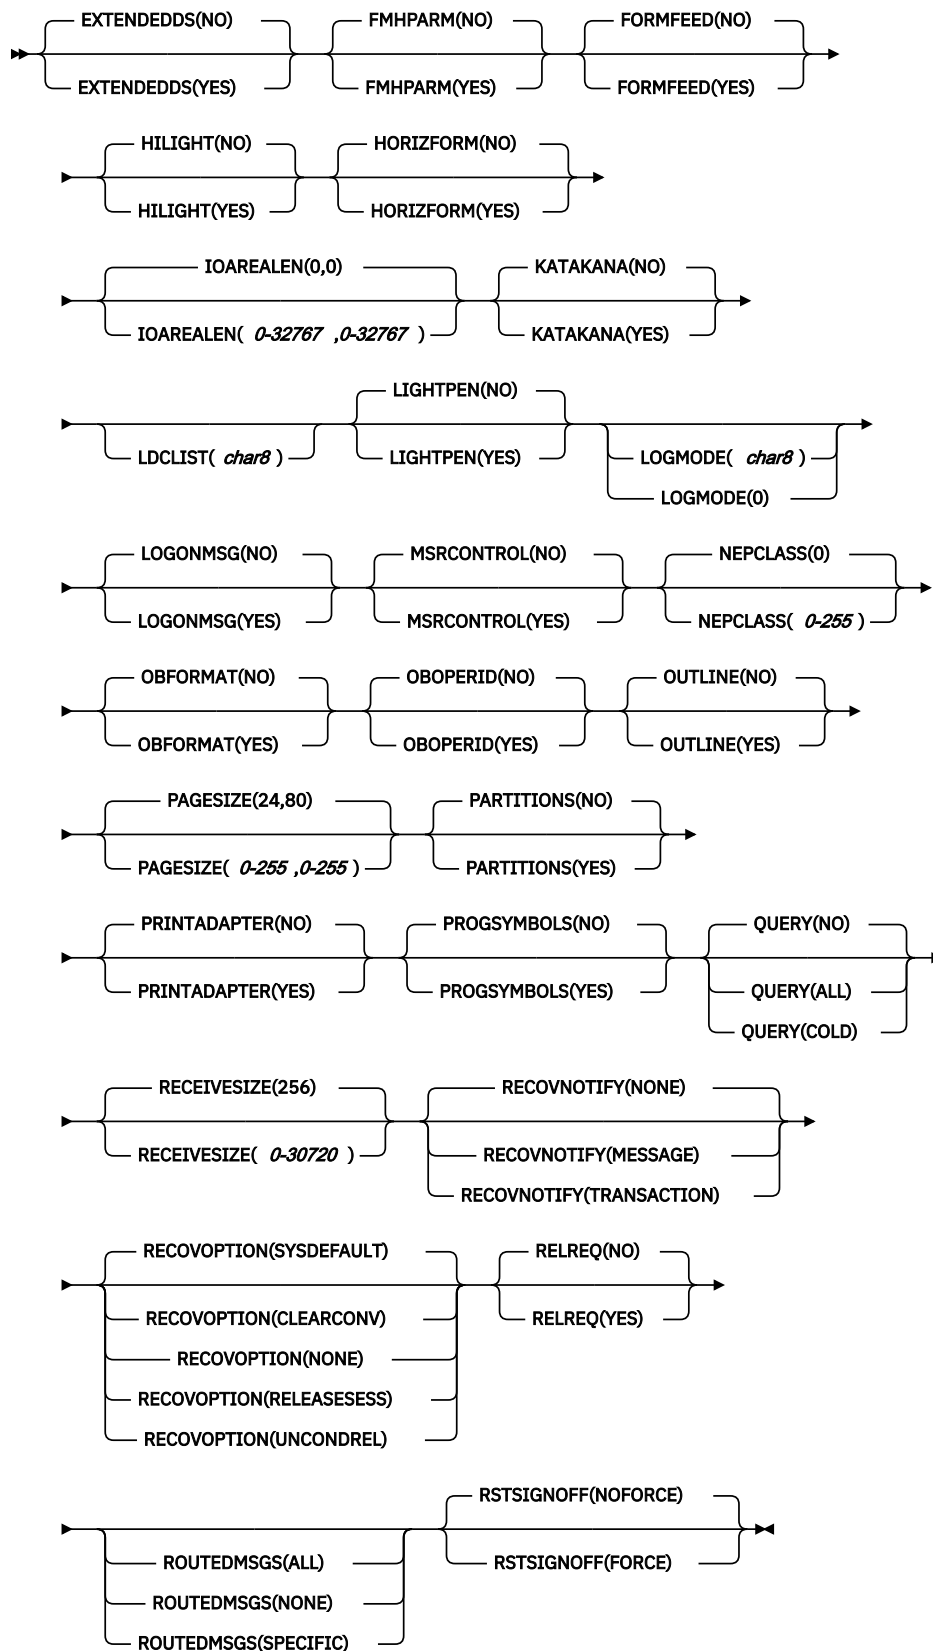 EXTENDEDDS(NO) FMHPARM(NO) FORMFEED(NO)
EXTENDEDDS(YES) FMHPARM(YES) FORMFEED(YES)
HILIGHT(NO) HORIZFORM(NO)
HILIGHT(YES) HORIZFORM(YES)
IOAREALEN(0,0) KATAKANA(NO)
IOAREALEN( 0-32767 ,0-32767 ) KATAKANA(YES)
LIGHTPEN(NO)
LDCLIST( char8 ) LIGHTPEN(YES) LOGMODE( char8 )
LOGMODE(0)
LOGONMSG(NO) MSRCONTROL(NO) NEPCLASS(0)
LOGONMSG(YES) MSRCONTROL(YES) NEPCLASS( 0-255 )
OBFORMAT(NO) OBOPERID(NO) OUTLINE(NO)
OBFORMAT(YES) OBOPERID(YES) OUTLINE(YES)
PAGESIZE(24,80) PARTITIONS(NO)
PAGESIZE( 0-255 ,0-255 ) PARTITIONS(YES)
PRINTADAPTER(NO) PROGSYMBOLS(NO) QUERY(NO)
PRINTADAPTER(YES) PROGSYMBOLS(YES) QUERY(ALL)
QUERY(COLD)
RECEIVESIZE(256) RECOVNOTIFY(NONE)
RECEIVESIZE( 0-30720 ) RECOVNOTIFY(MESSAGE)
RECOVNOTIFY(TRANSACTION)
RECOVOPTION(SYSDEFAULT) RELREQ(NO)
RECOVOPTION(CLEARCONV) RELREQ(YES)
RECOVOPTION(NONE)
RECOVOPTION(RELEASESESS)
RECOVOPTION(UNCONDREL)
RSTSIGNOFF(NOFORCE)
ROUTEDMSGS(ALL) RSTSIGNOFF(FORCE)
ROUTEDMSGS(NONE)
ROUTEDMSGS(SPECIFIC)